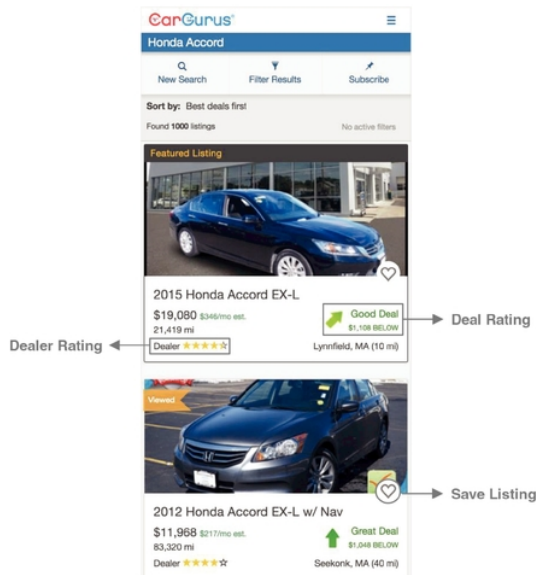 CarGurus
Honda Accord
New Search
Filter Results
Subscribe
Sort by: Best deals first
Found 1000 listings
No active filters
Featured Listing
2015 Honda Accord EX-L
$19,080 $346/mo est.
Good Deal
Deal Rating
21,419 mi
$1,108 BELOW
Dealer Rating
Dealer
Lynnfield, MA (10 mi)
Viewed
Save Listing
2012 Honda Accord EX-L w/ Nav
$11,968 $217/mo est.
Great Deal
83,320 mi
$1,048 BELOW
Dealer
Seekonk, MA (40 mi)